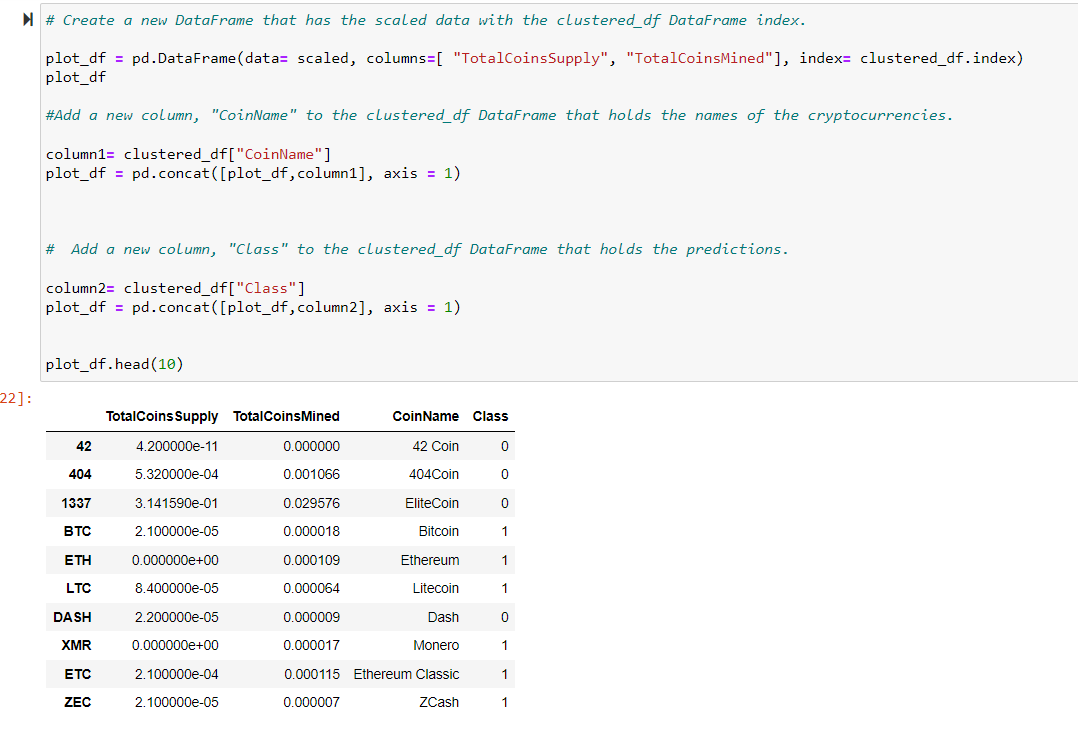 # Create a new DataFrame that has the scaled data with the clustered_df DataFrame index.
plot_df = pd.DataFrame(data= scaled, columns=[ "TotalCoinsSupply", "TotalCoinsMined"], index= clustered_df.index)
plot_df
#Add a new column, "CoinName" to the clustered_df DataFrame that holds the names of the cryptocurrencies.
column1= clustered_df["CoinName"]
plot_df = pd.concat([plot_df,column1], axis = 1)
#  Add a new column, "Class" to the clustered_df DataFrame that holds the predictions.
column2= clustered_df["Class"]
plot_df = pd.concat([plot_df,column2], axis = 1)
plot_df.head(10)
22]:
TotalCoinsSupply TotalCoinsMined CoinName Class
42 4.200000e-11 0.000000 42 Coin 0
404 5.320000e-04 0.001066 404Coin 0
1337 3.141590e-01 0.029576 EliteCoin 0
BTC 2.100000e-05 0.000018 Bitcoin 1
ETH 0.000000e+00 0.000109 Ethereum 1
LTC 8.400000e-05 0.000064 Litecoin 1
DASH 2.200000e-05 0.000009 Dash 0
XMR 0.000000e+00 0.000017 Monero 1
ETC 2.100000e-04 0.000115 Ethereum Classic 1
ZEC 2.100000e-05 0.000007 ZCash 1